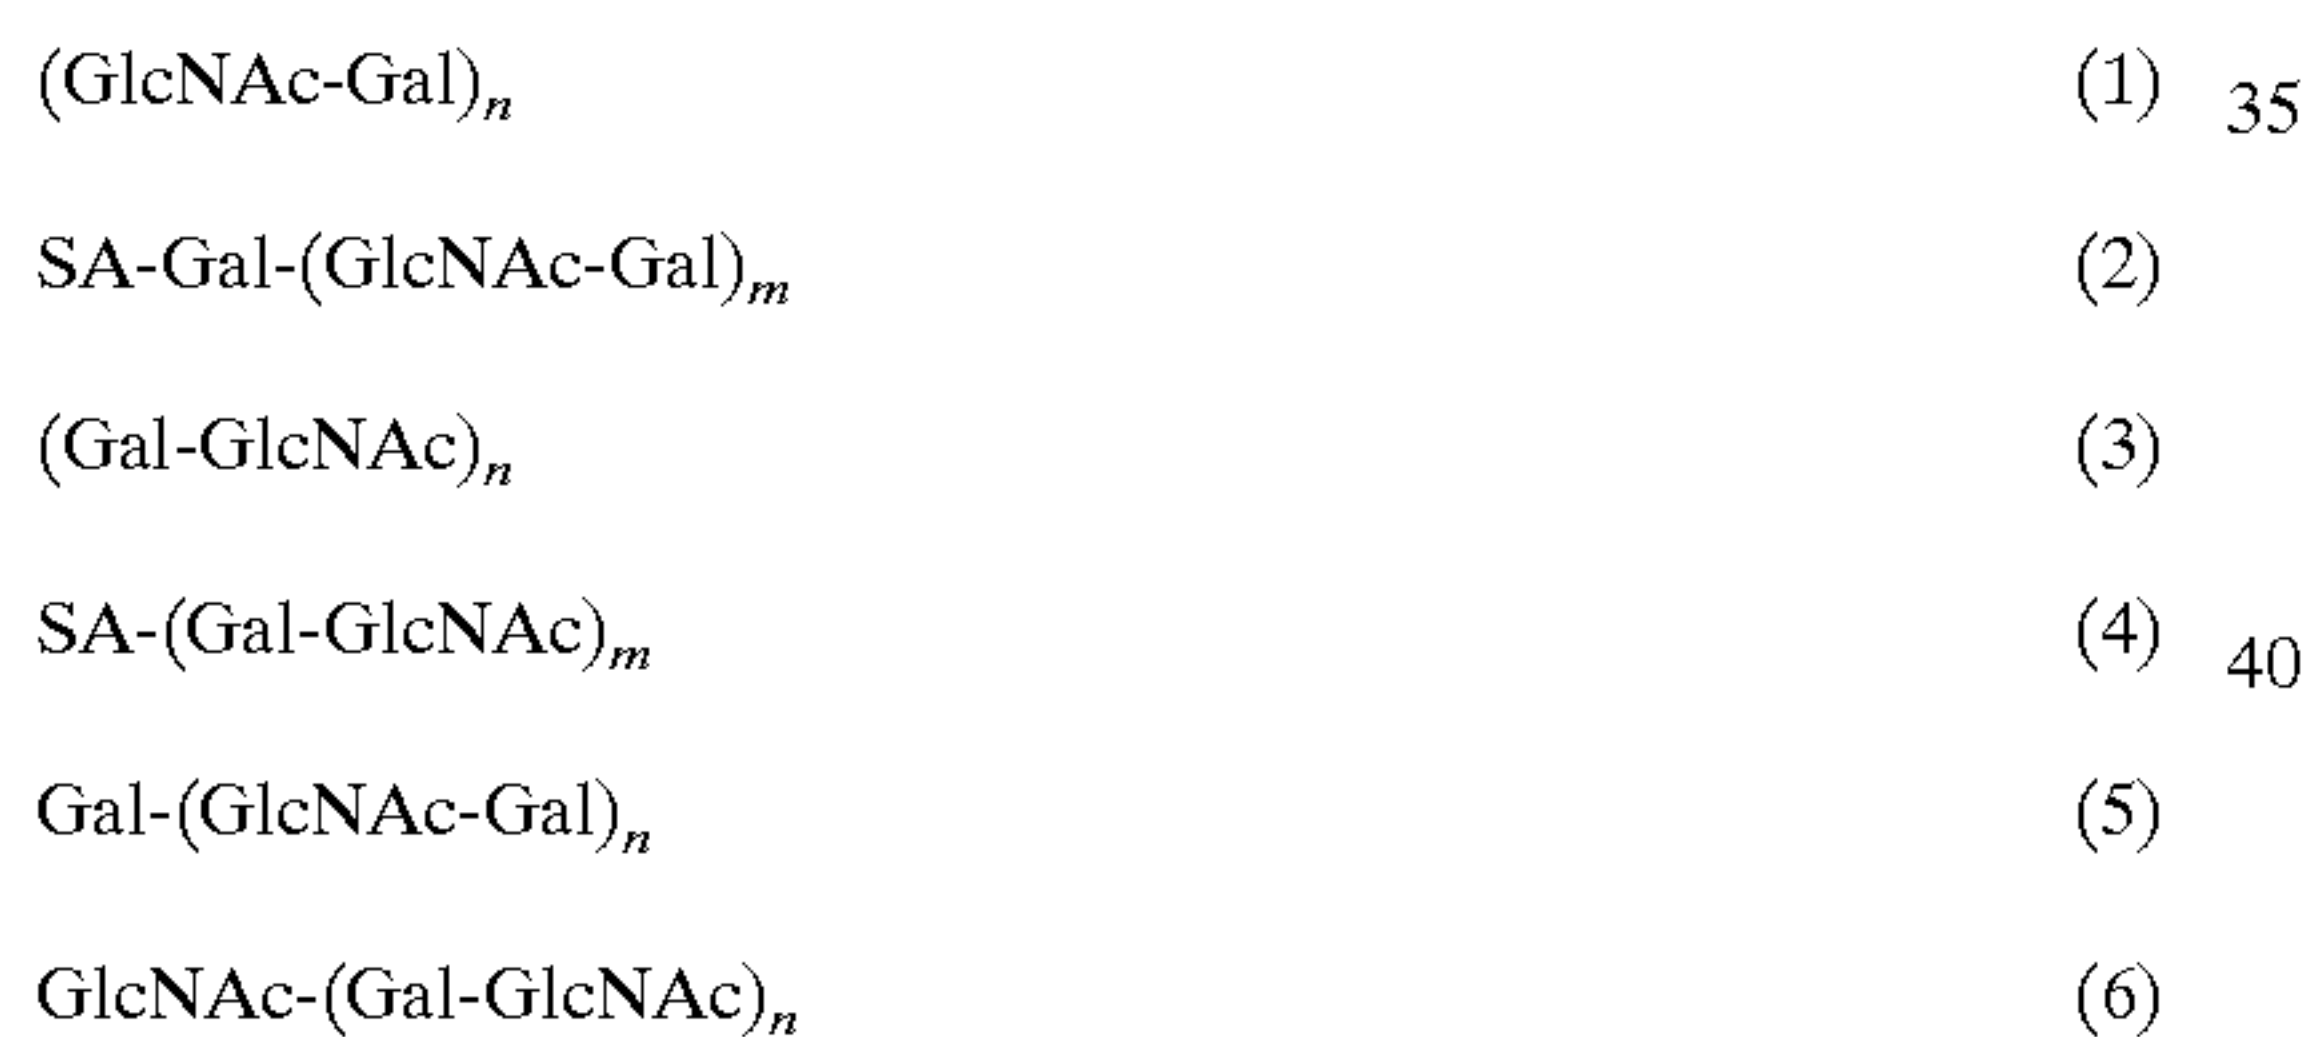 (GlcNAc-Gal)n (1) 35
SA-Gal-(GlcNAc-Gal)m (2)
(Gal-GlcNAc)n (3)
SA-(Gal-GlcNAc)m (4) 40
Gal-(GlcNAc-Gal)n (5)
GlcNAc-(Gal-GlcNAc)n (6)